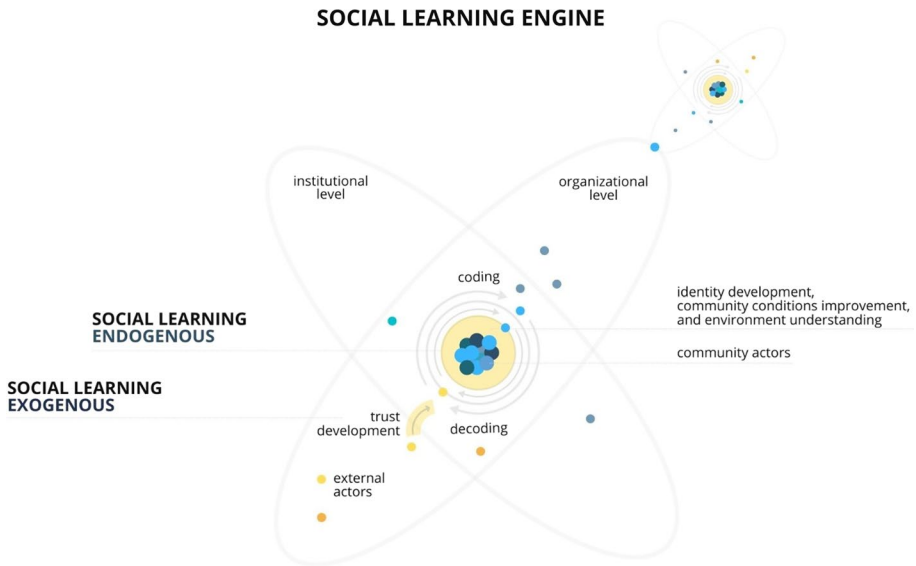 SOCIAL LEARNING ENGINE
institutional
level
organizational
level
coding
identity development,
community conditions improvement,
and environment understanding
SOCIAL LEARNING
ENDOGENOUS
community actors
SOCIAL LEARNING
EXOGENOUS
trust
development
decoding
external
actors